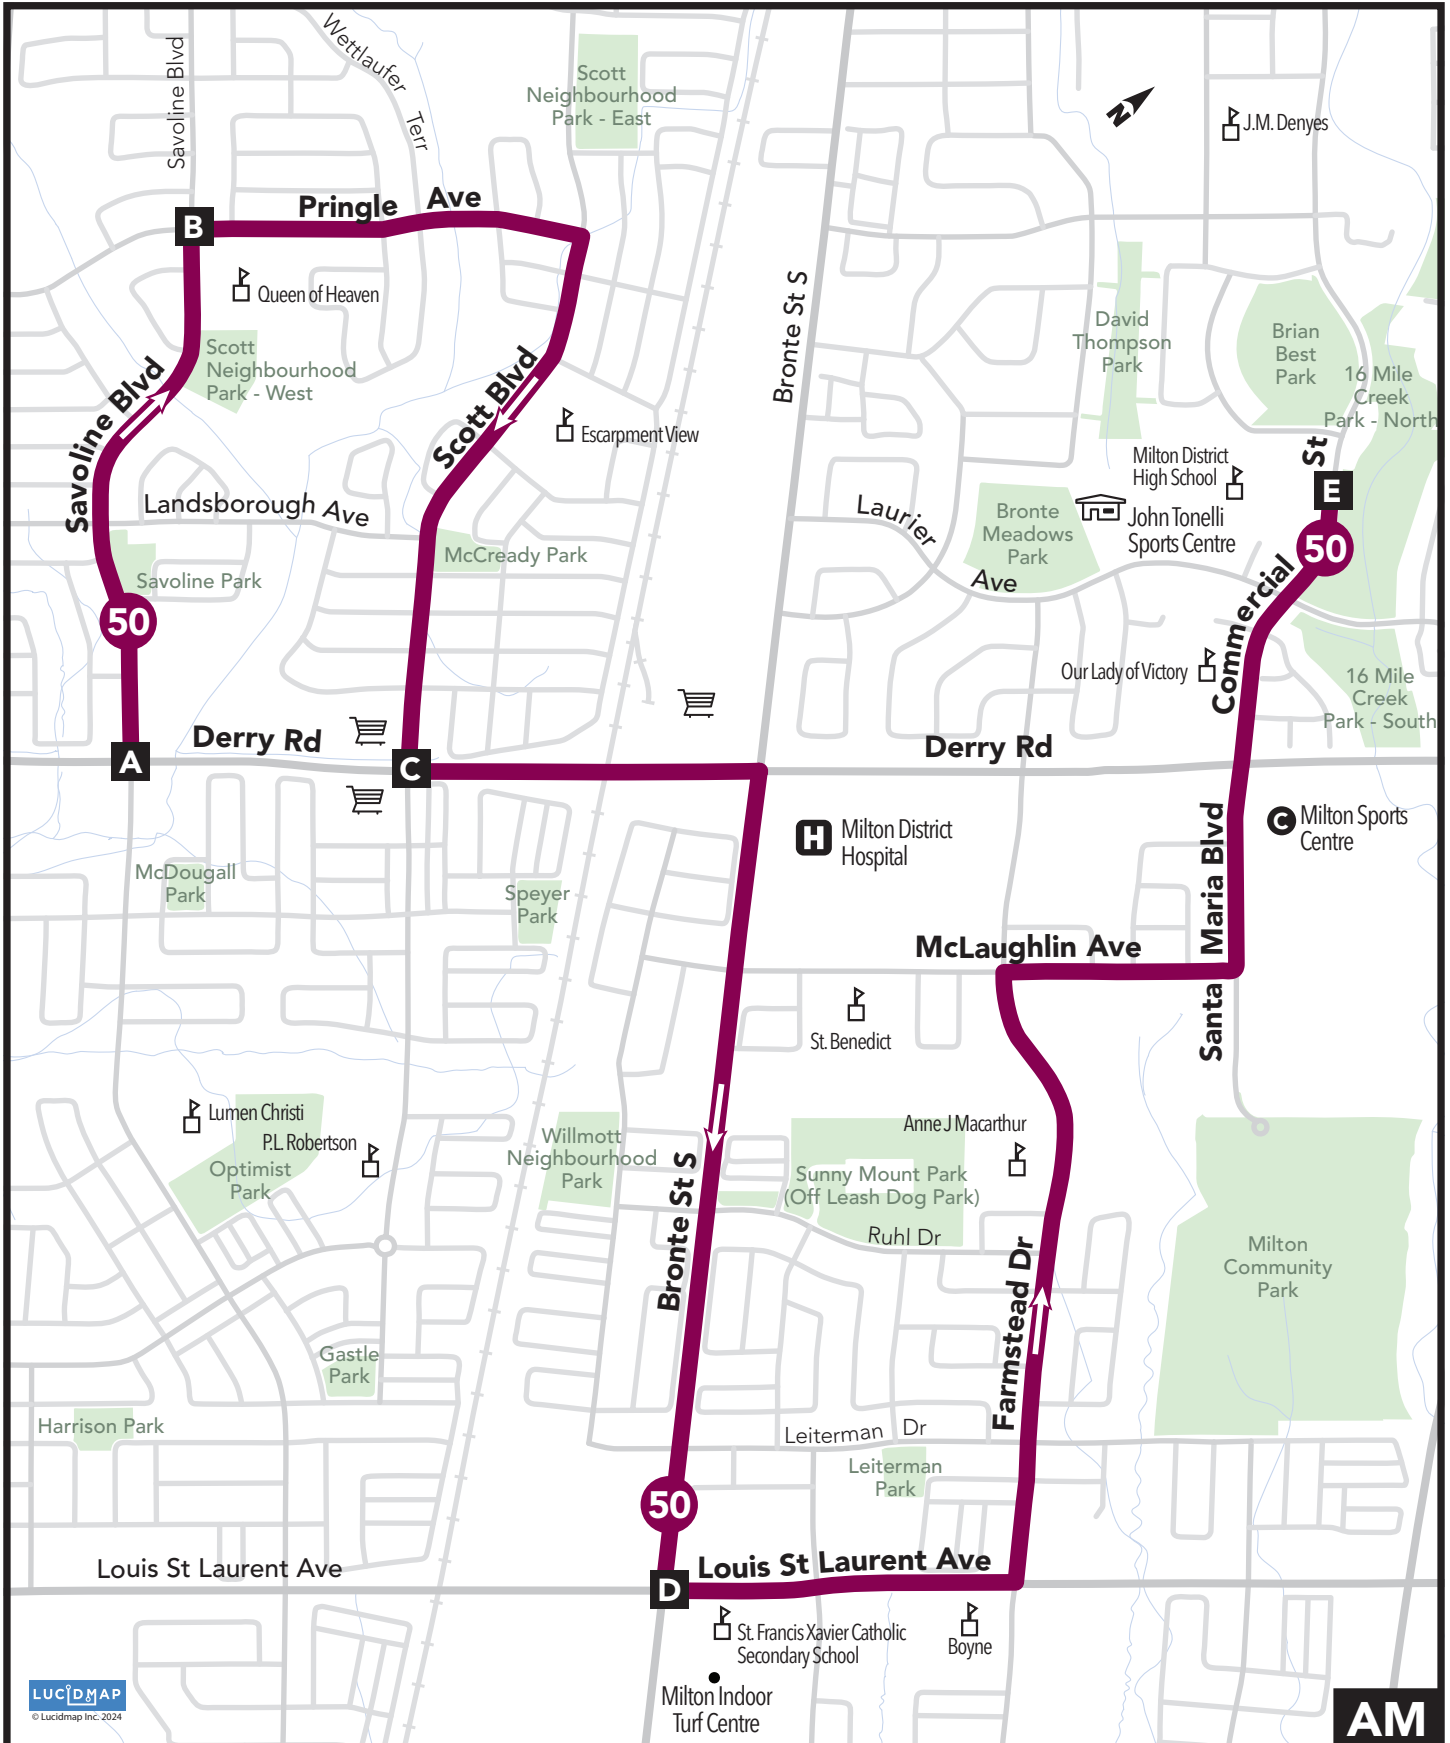 Savoline Blvd
Wettlaufer Terr
Scott
Neighbourhood
Park - East
N
J.M. Denyes
B
Pringle Ave
Queen of Heaven
Scott
Neighbourhood
Park - West
Savoline Blvd
Scott Blvd
Escarpment View
Bronte St S
David
Thompson
Park
Brian
Best
Park
16 Mile
Creek
Park - North
Landsborough Ave
McCready Park
Savoline Park
Laurier Ave
Bronte
Meadows
Park
Milton District
High School
John Tonelli
Sports Centre
E
50
Commercial St
50
Our Lady of Victory
16 Mile
Creek
Park - South
A
Derry Rd
C
Derry Rd
H
Milton District
Hospital
C
Milton Sports
Centre
McDougall
Park
Speyer
Park
Santa Maria Blvd
McLaughlin Ave
St. Benedict
Lumen Christi
P.L. Robertson
Optimist
Park
Willmott
Neighbourhood
Park
Anne J Macarthur
Sunny Mount Park
(Off Leash Dog Park)
Ruhl Dr
Bronte St S
Farmstead Dr
Milton
Community
Park
Gastle
Park
Harrison Park
Leiterman Dr
Leiterman
Park
50
Louis St Laurent Ave
D
Louis St Laurent Ave
St. Francis Xavier Catholic
Secondary School
Boyne
Milton Indoor
Turf Centre
LUCIDMAP
© Lucidmap Inc. 2024
AM